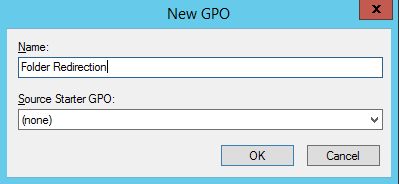 New GPO
x
Name:
Folder Redirection
Source Starter GPO:
(none)
OK
Cancel